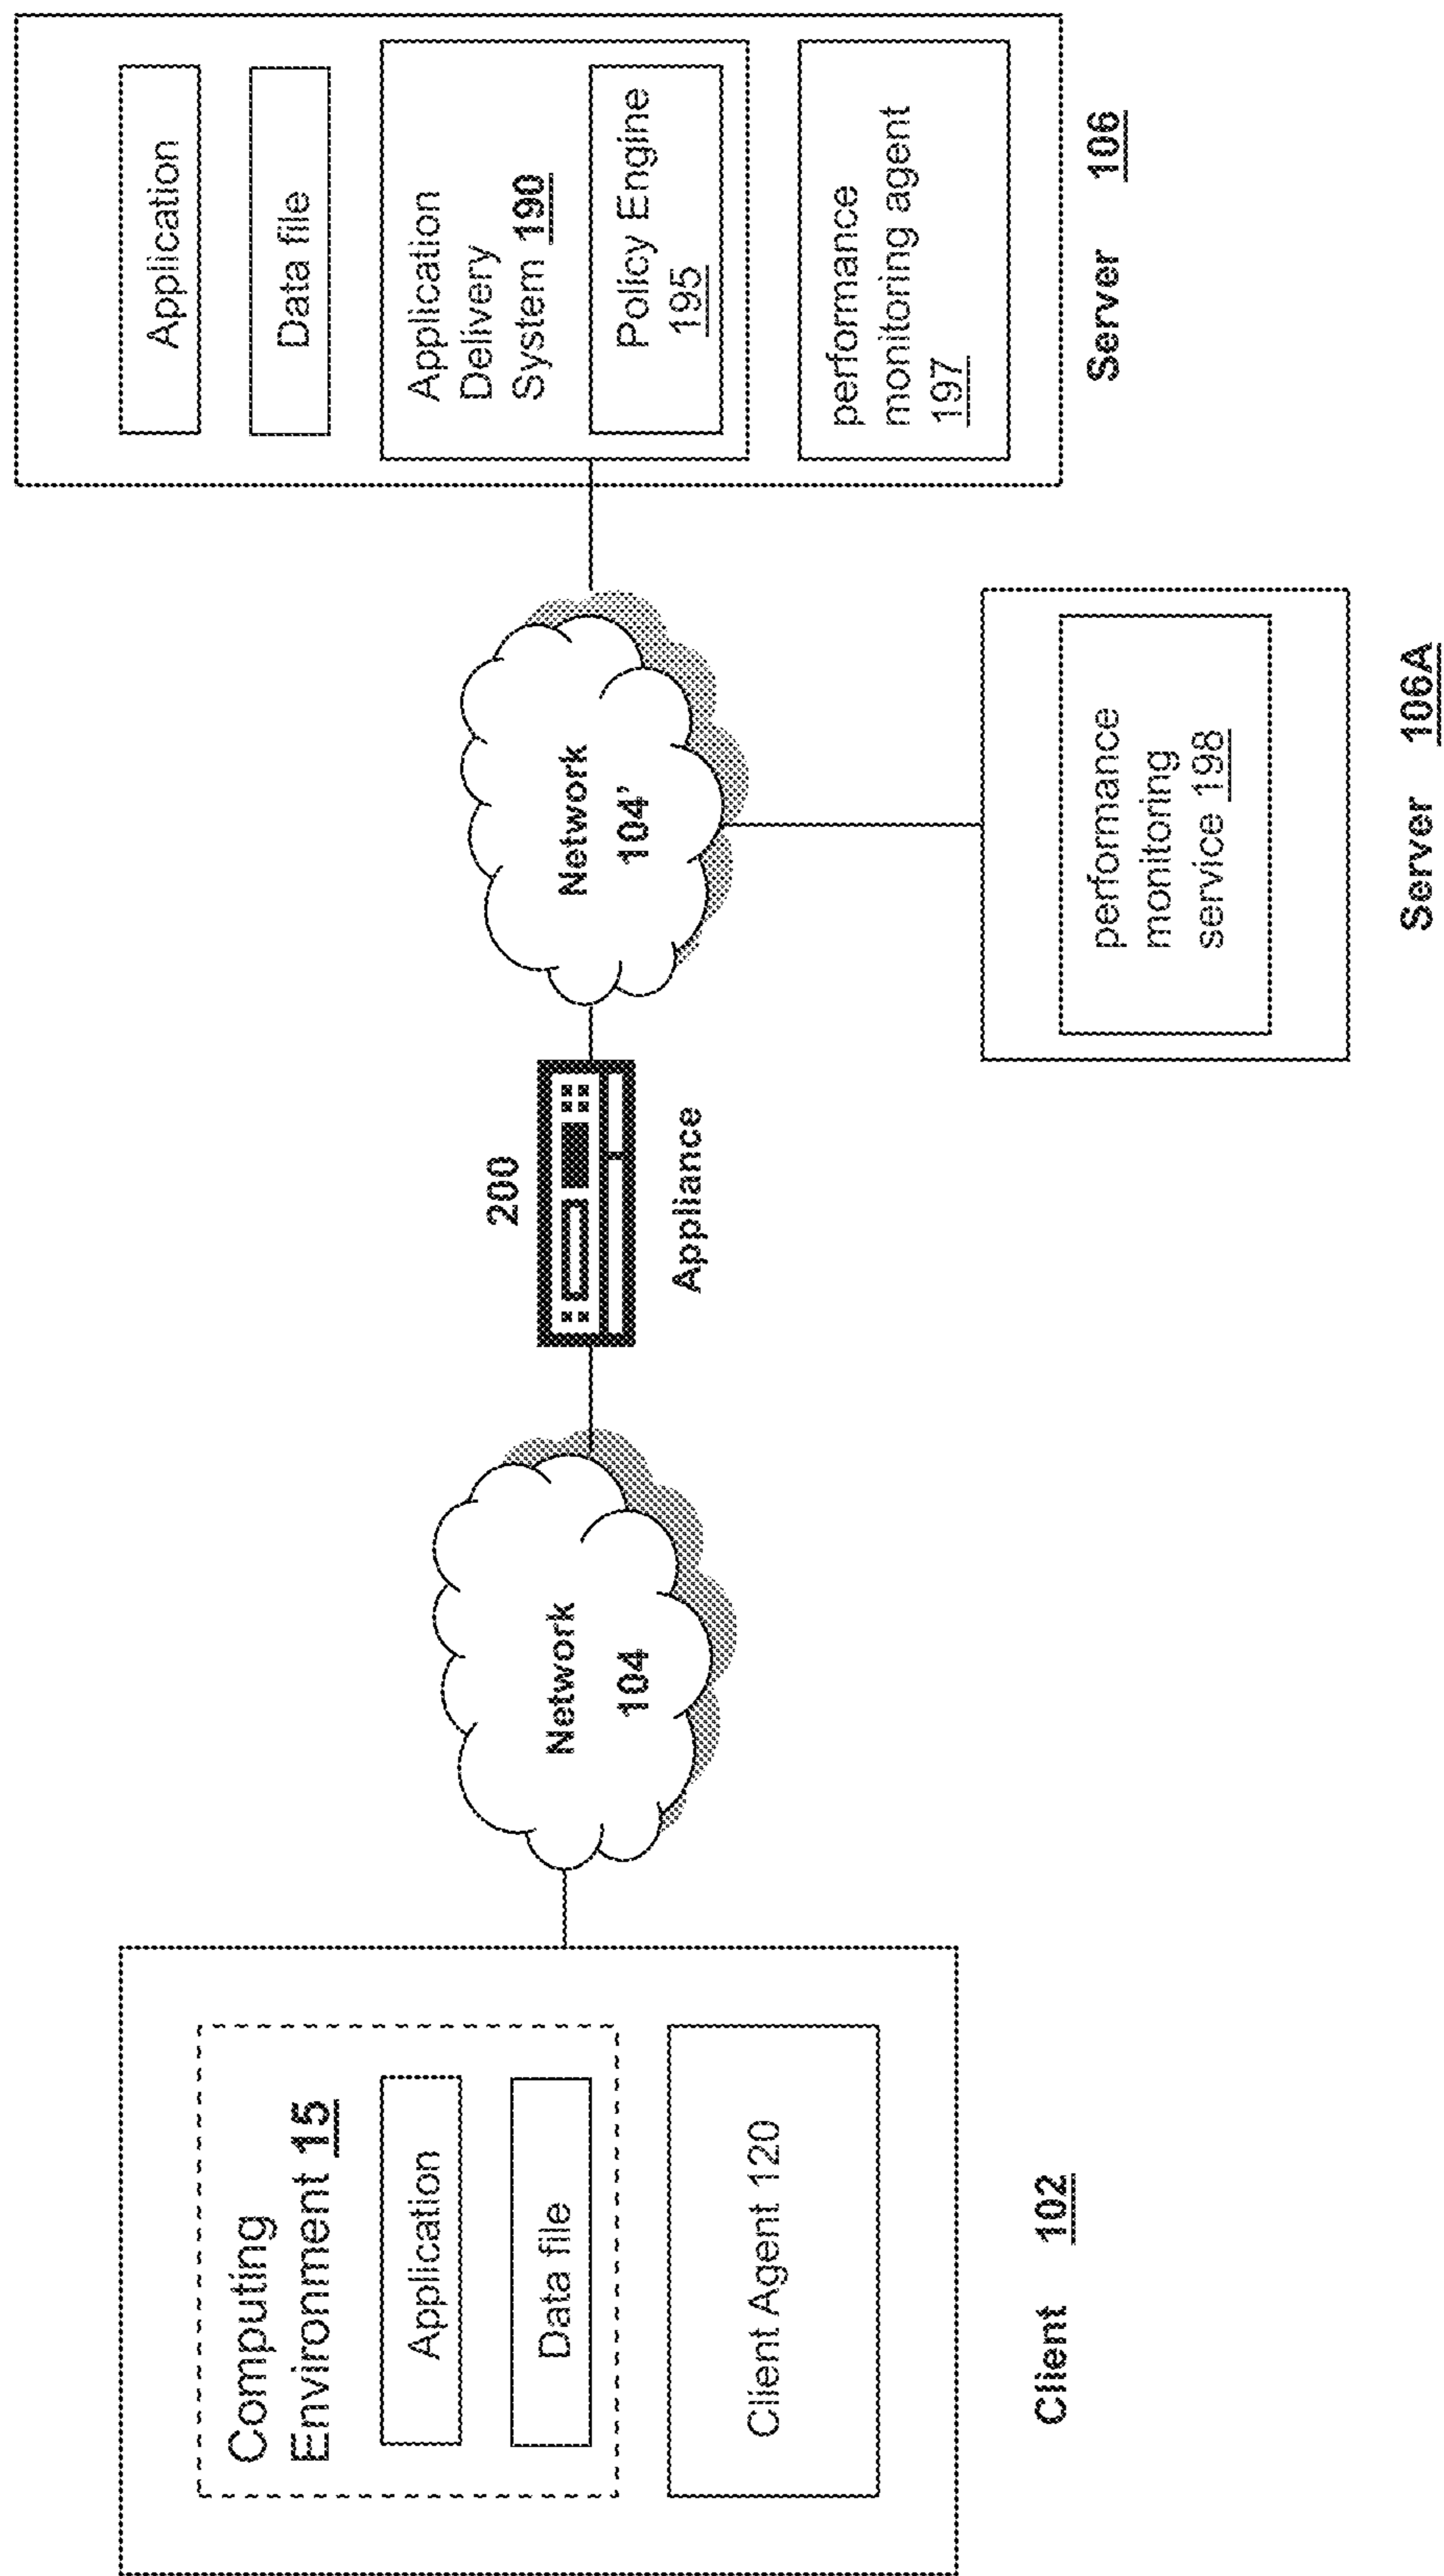 Computing
Environment 15
Application
Data file
Client Agent 120
Client 102
Network
104
200
Appliance
Network
104'
performance
monitoring
service 198
Server 106A
Application
Data file
Application
Delivery
System 190
Policy Engine
195
performance
monitoring agent
197
Server 106